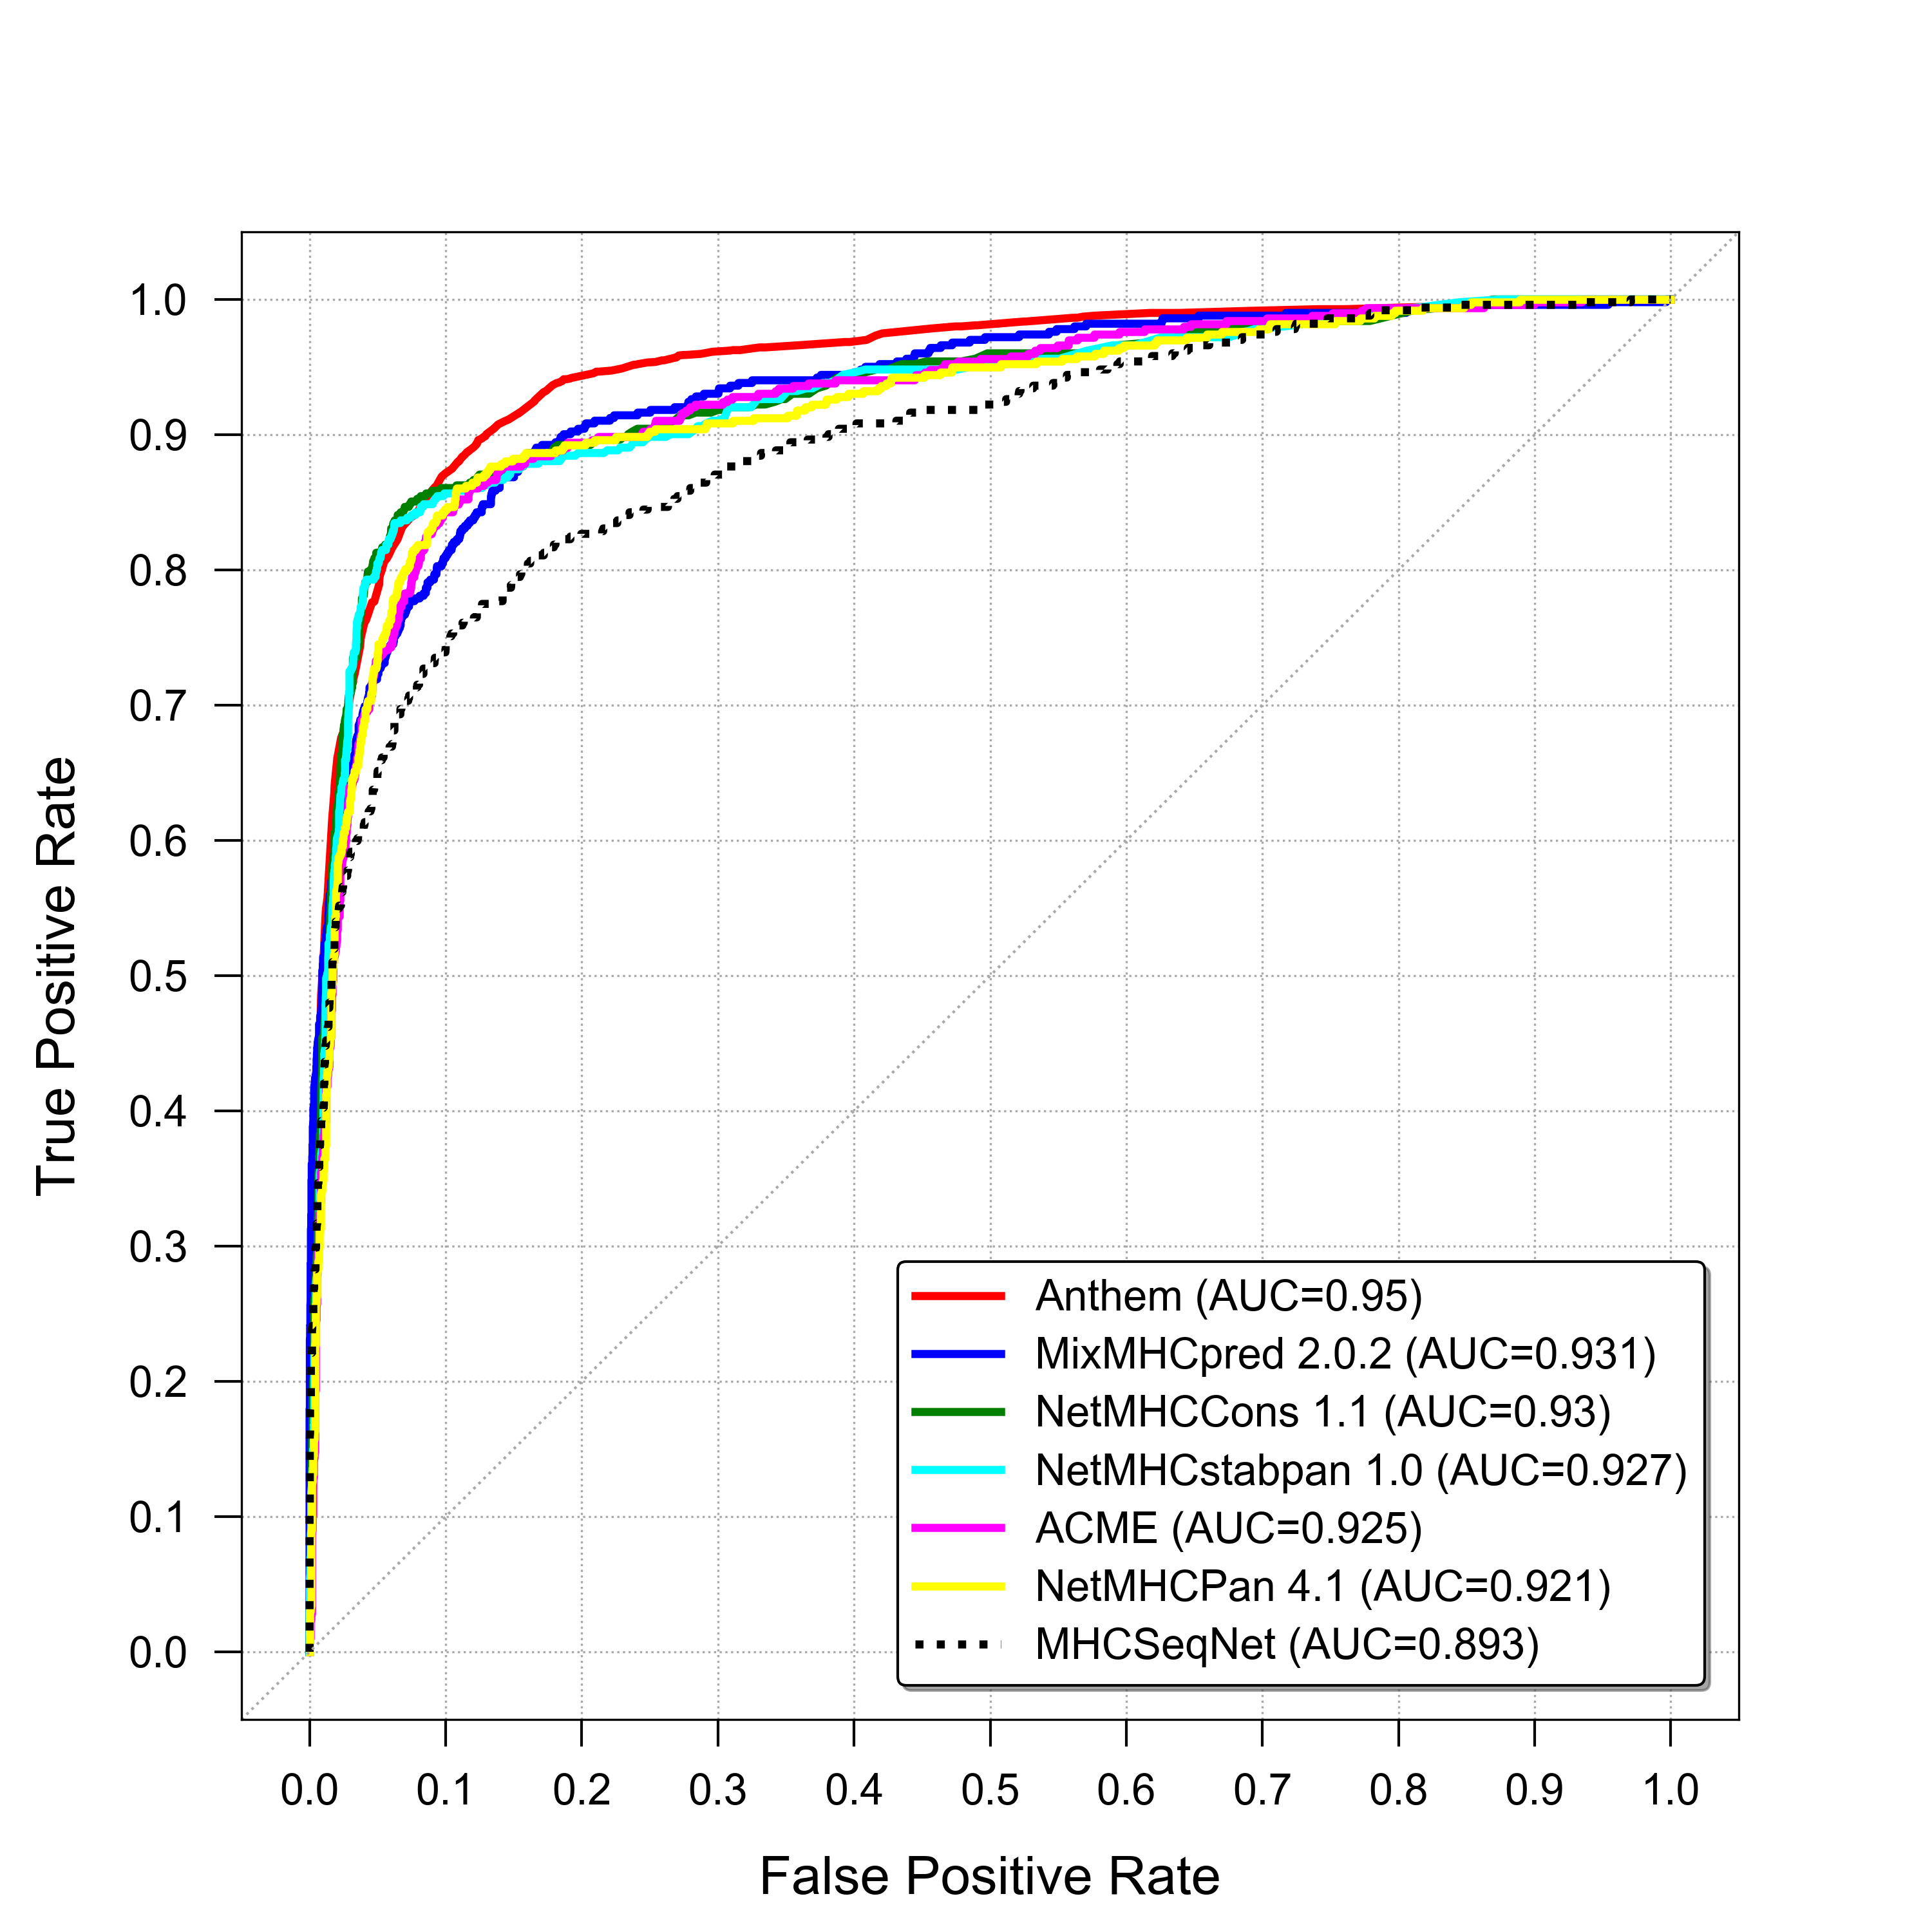 1.0
0.9
0.8
0.7
0.6
0.5
0.4
0.3
0.2
0.1
0.0
True Positive Rate
Anthem (AUC=0.95)
MixMHCpred 2.0.2 (AUC=0.931)
NetMHCCons 1.1 (AUC=0.93)
NetMHCstabpan 1.0 (AUC=0.927)
ACME (AUC=0.925)
NetMHCPan 4.1 (AUC=0.921)
MHCSeqNet (AUC=0.893)
0.0 0.1 0.2 0.3 0.4 0.5 0.6 0.7 0.8 0.9 1.0
False Positive Rate